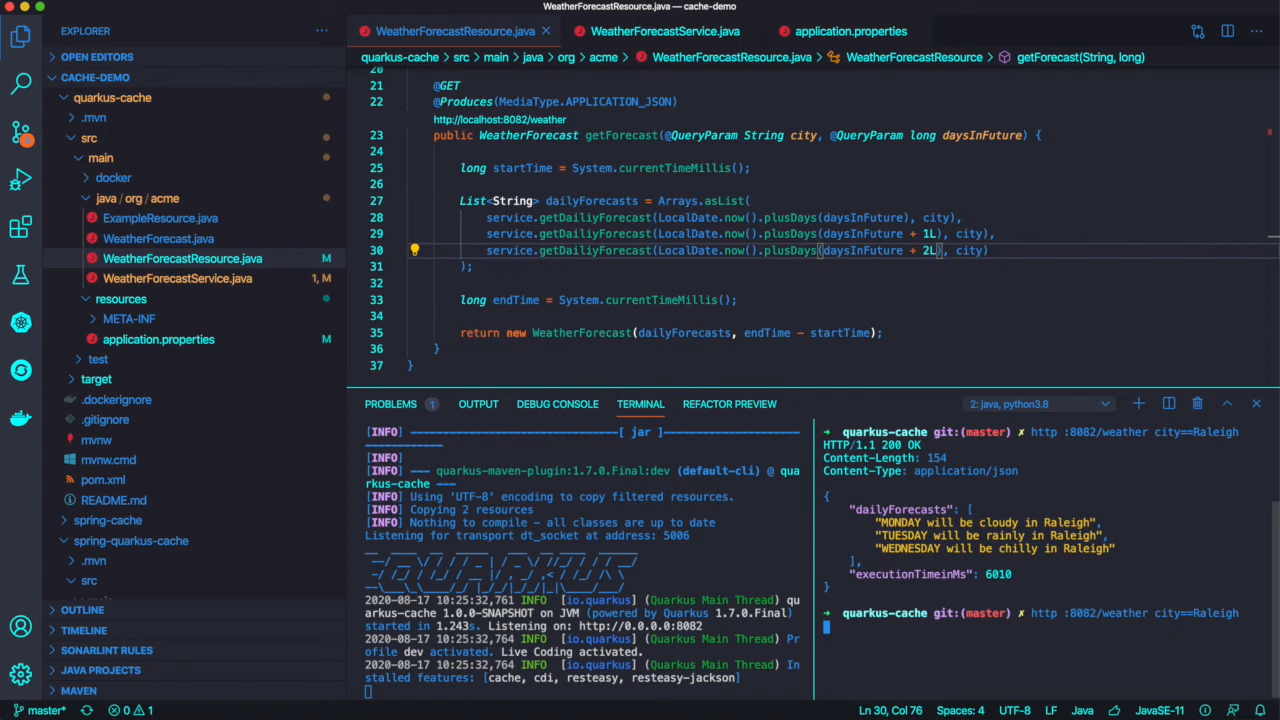 WeatherForecastResource.java — cache-demo
EXPLORER
OPEN EDITORS
CACHE-DEMO
quarkus-cache
.mvn
src
main
docker
java / org / acme
ExampleResource.java
WeatherForecast.java
WeatherForecastResource.java M
WeatherForecastService.java 1, M
resources
META-INF
application.properties M
test
target
.dockerignore
.gitignore
mvnw
mvnw.cmd
pom.xml
README.md
spring-cache
spring-quarkus-cache
.mvn
src
OUTLINE
TIMELINE
SONARLINT RULES
JAVA PROJECTS
MAVEN
WeatherForecastResource.java WeatherForecastService.java application.properties
quarkus-cache > src > main > java > org > acme > WeatherForecastResource.java > WeatherForecastResource > getForecast(String, long)
20
21 @GET
22 @Produces(MediaType.APPLICATION_JSON)
http://localhost:8082/weather
23 public WeatherForecast getForecast(@QueryParam String city, @QueryParam long daysInFuture) {
24
25 long startTime = System.currentTimeMillis();
26
27 List<String> dailyForecasts = Arrays.asList(
28 service.getDailiyForecast(LocalDate.now().plusDays(daysInFuture), city),
29 service.getDailiyForecast(LocalDate.now().plusDays(daysInFuture + 1L), city),
30 service.getDailiyForecast(LocalDate.now().plusDays(daysInFuture + 2L), city)
31 );
32
33 long endTime = System.currentTimeMillis();
34
35 return new WeatherForecast(dailyForecasts, endTime - startTime);
36 }
37 }
PROBLEMS 1 OUTPUT DEBUG CONSOLE TERMINAL REFACTOR PREVIEW 2: java, python3.8
[INFO] --------------------------------[ jar ]---------------------
------------
[INFO]
[INFO] --- quarkus-maven-plugin:1.7.0.Final:dev (default-cli) @ qua
rkus-cache ---
[INFO] Using 'UTF-8' encoding to copy filtered resources.
[INFO] Copying 2 resources
[INFO] Nothing to compile - all classes are up to date
Listening for transport dt_socket at address: 5006
2020-08-17 10:25:32,761 INFO [io.quarkus] (Quarkus Main Thread) qu
arkus-cache 1.0.0-SNAPSHOT on JVM (powered by Quarkus 1.7.0.Final)
started in 1.243s. Listening on: http://0.0.0.0:8082
2020-08-17 10:25:32,764 INFO [io.quarkus] (Quarkus Main Thread) Pr
ofile dev activated. Live Coding activated.
2020-08-17 10:25:32,764 INFO [io.quarkus] (Quarkus Main Thread) In
stalled features: [cache, cdi, resteasy, resteasy-jackson]
➜ quarkus-cache git:(master) ✗ http :8082/weather city==Raleigh
HTTP/1.1 200 OK
Content-Length: 154
Content-Type: application/json
{
"dailyForecasts": [
"MONDAY will be cloudy in Raleigh",
"TUESDAY will be rainly in Raleigh",
"WEDNESDAY will be chilly in Raleigh"
],
"executionTimeinMs": 6010
}
➜ quarkus-cache git:(master) ✗ http :8082/weather city==Raleigh
master* 0 1 Ln 30, Col 76 Spaces: 4 UTF-8 LF Java JavaSE-11